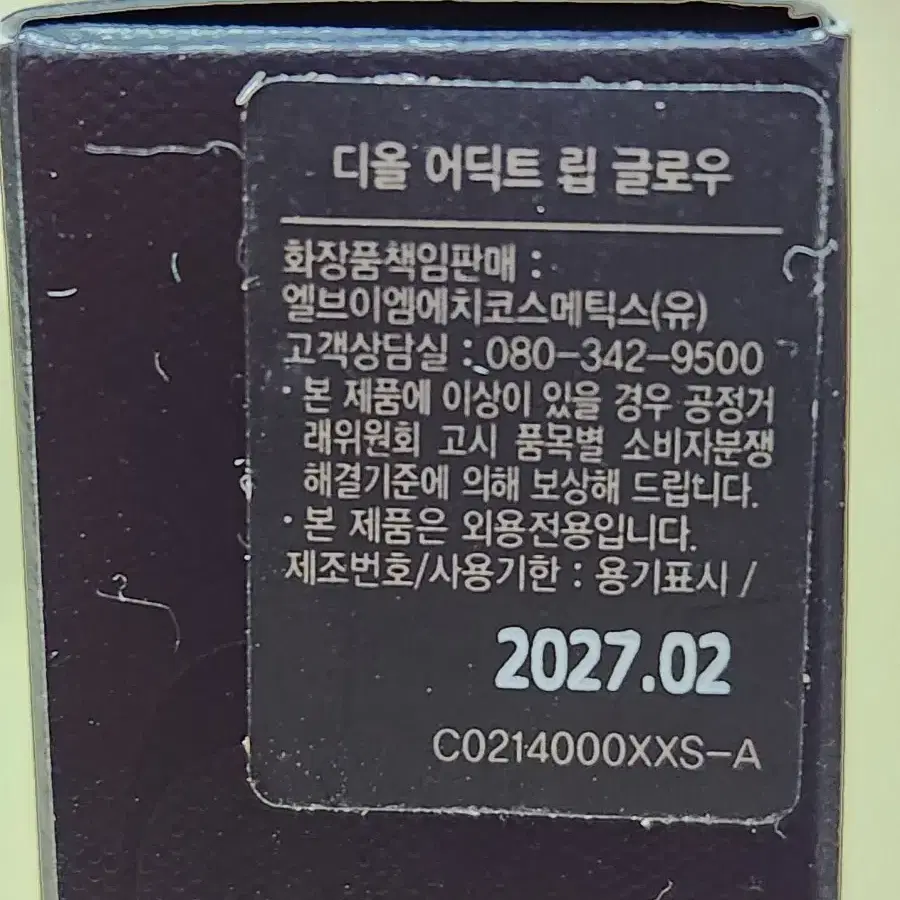 디올 어딕트 립 글로우
화장품책임판매 :
엘브이엠에치코스메틱스(유)
고객상담실 : 080-342-9500
· 본 제품에 이상이 있을 경우 공정거
래위원회 고시 품목별 소비자분쟁
해결기준에 의해 보상해 드립니다.
· 본 제품은 외용전용입니다.
제조번호/사용기한 : 용기표시 /
2027.02
C0214000XXS-A